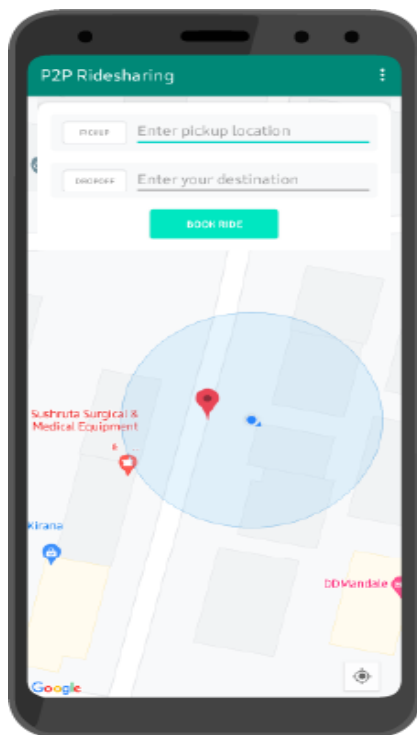 P2P Ridesharing
PICKUP
Enter pickup location
DROPOFF
Enter your destination
BOOK RIDE
Sushruta Surgical &
Medical Equipment
Kirana
DDMandale
Google